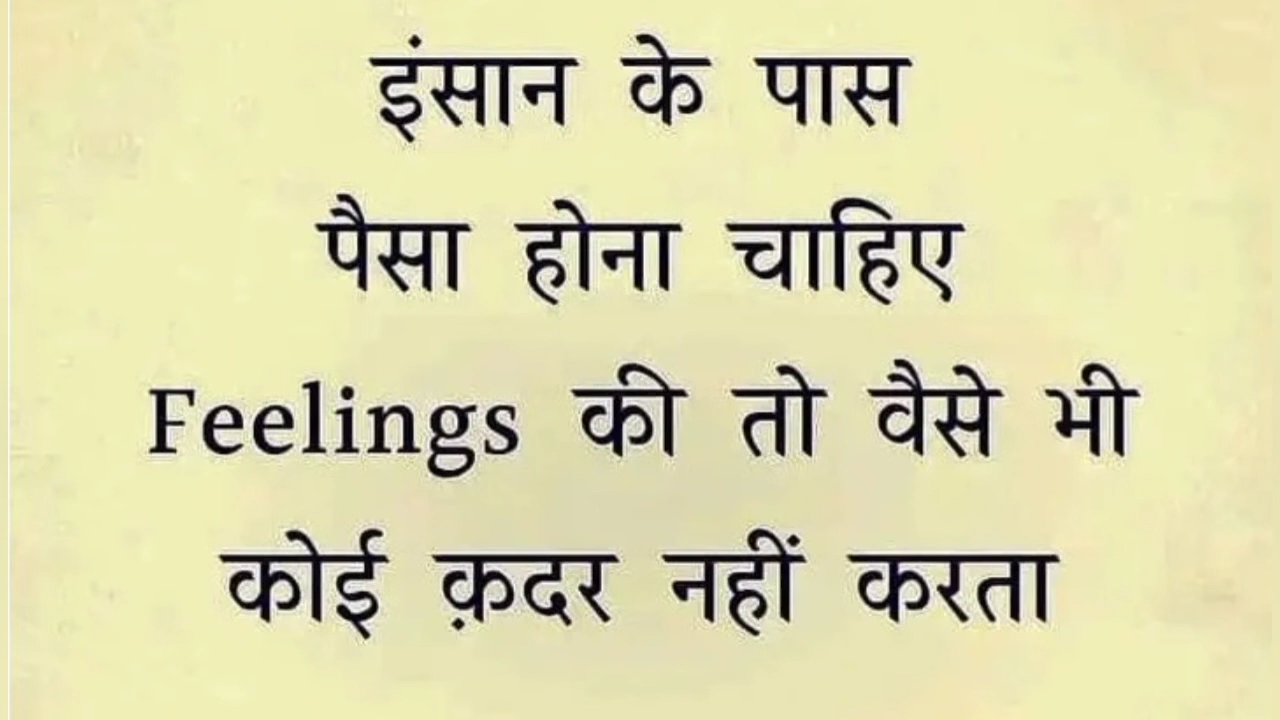 इंसान के पास
पैसा होना चाहिए
Feelings की तो वैसे भी
कोई क़दर नहीं करता